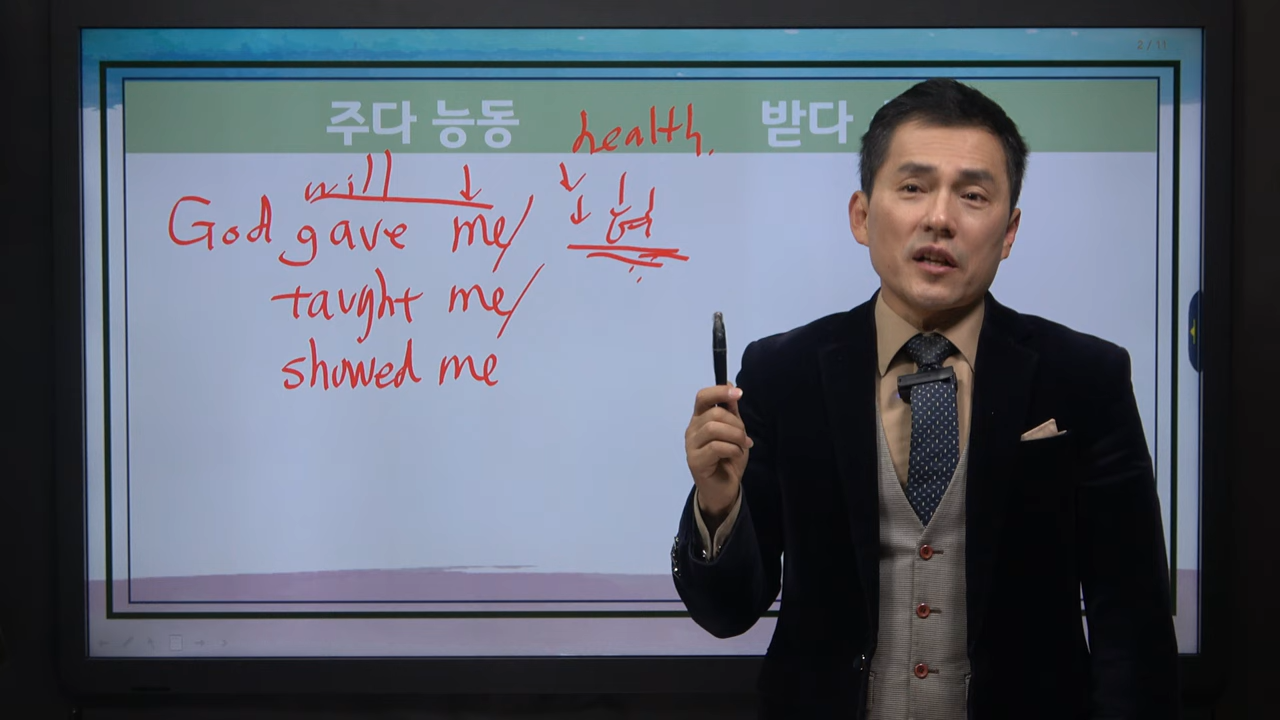 2 / 11
주다 능동 받다
health.
will
God gave me/
taught me/
showed me